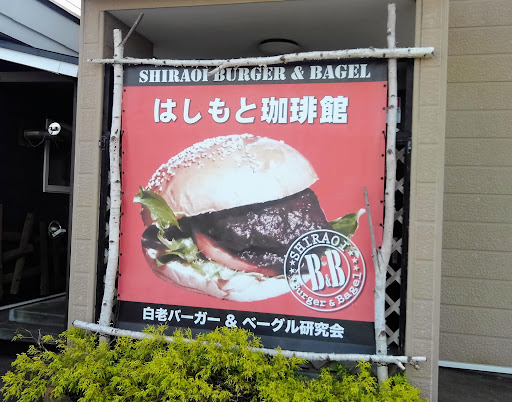 SHIRAOI BURGER & BAGEL
はしもと珈琲館
SHIRAOI
B&B
Burger & Bagel
白老バーガー & ベーグル研究会